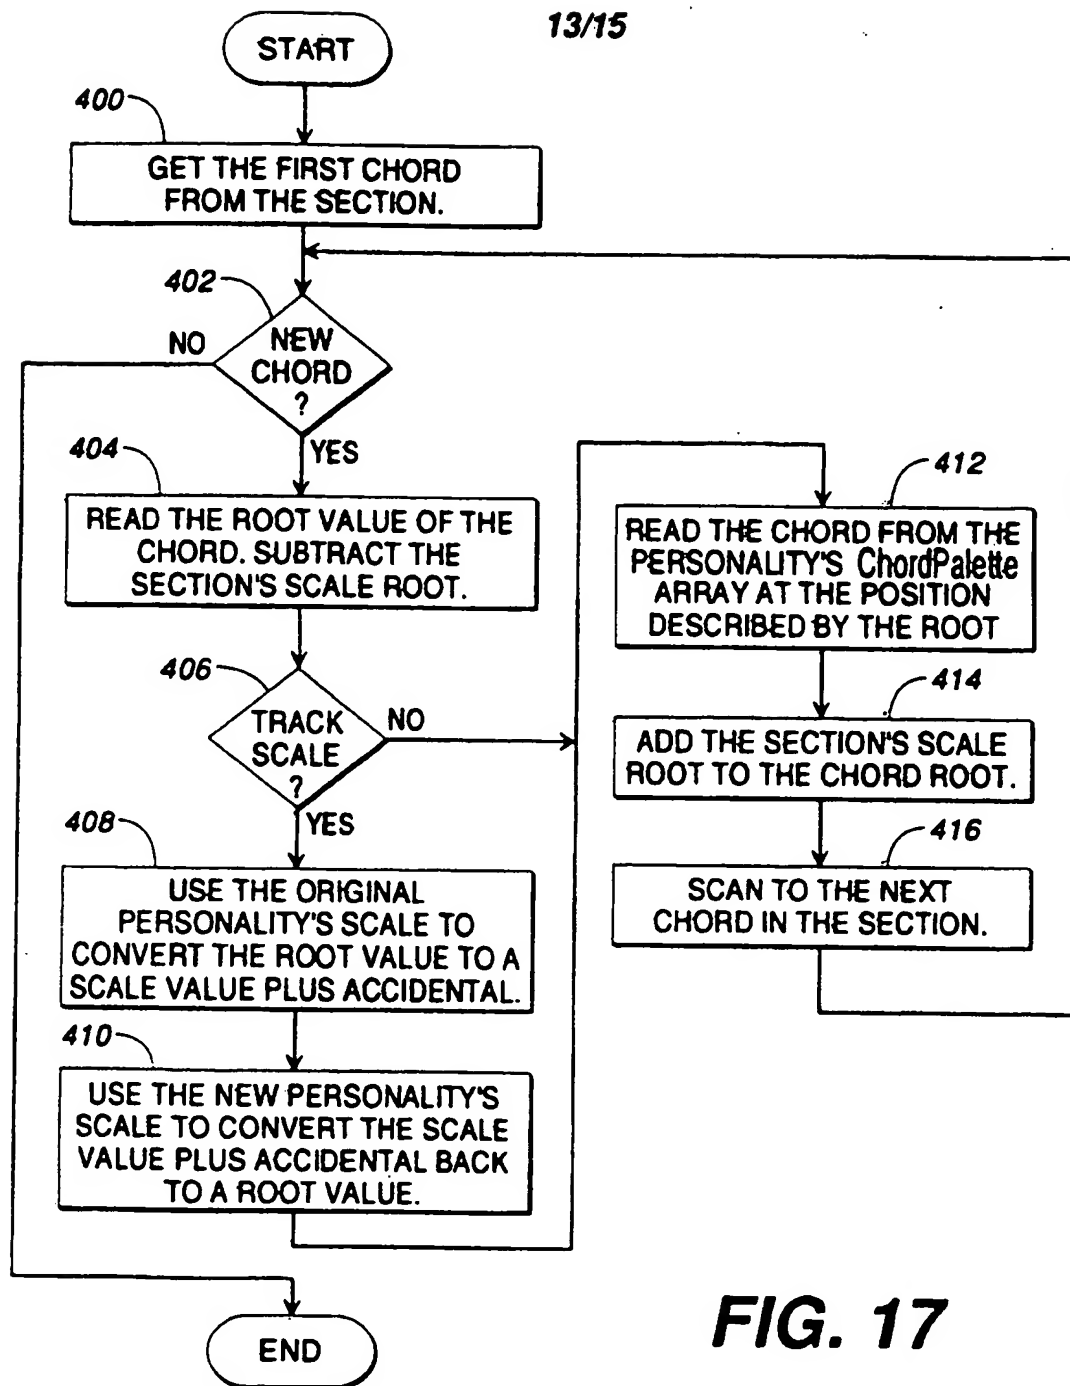 13/15
START
400
GET THE FIRST CHORD
FROM THE SECTION.
402
NO
NEW
CHORD
?
YES
404
READ THE ROOT VALUE OF THE
CHORD. SUBTRACT THE
SECTION'S SCALE ROOT.
406
TRACK
SCALE
?
NO
YES
408
USE THE ORIGINAL
PERSONALITY'S SCALE TO
CONVERT THE ROOT VALUE TO A
SCALE VALUE PLUS ACCIDENTAL.
410
USE THE NEW PERSONALITY'S
SCALE TO CONVERT THE SCALE
VALUE PLUS ACCIDENTAL BACK
TO A ROOT VALUE.
412
READ THE CHORD FROM THE
PERSONALITY'S ChordPalette
ARRAY AT THE POSITION
DESCRIBED BY THE ROOT
414
ADD THE SECTION'S SCALE
ROOT TO THE CHORD ROOT.
416
SCAN TO THE NEXT
CHORD IN THE SECTION.
END
FIG. 17